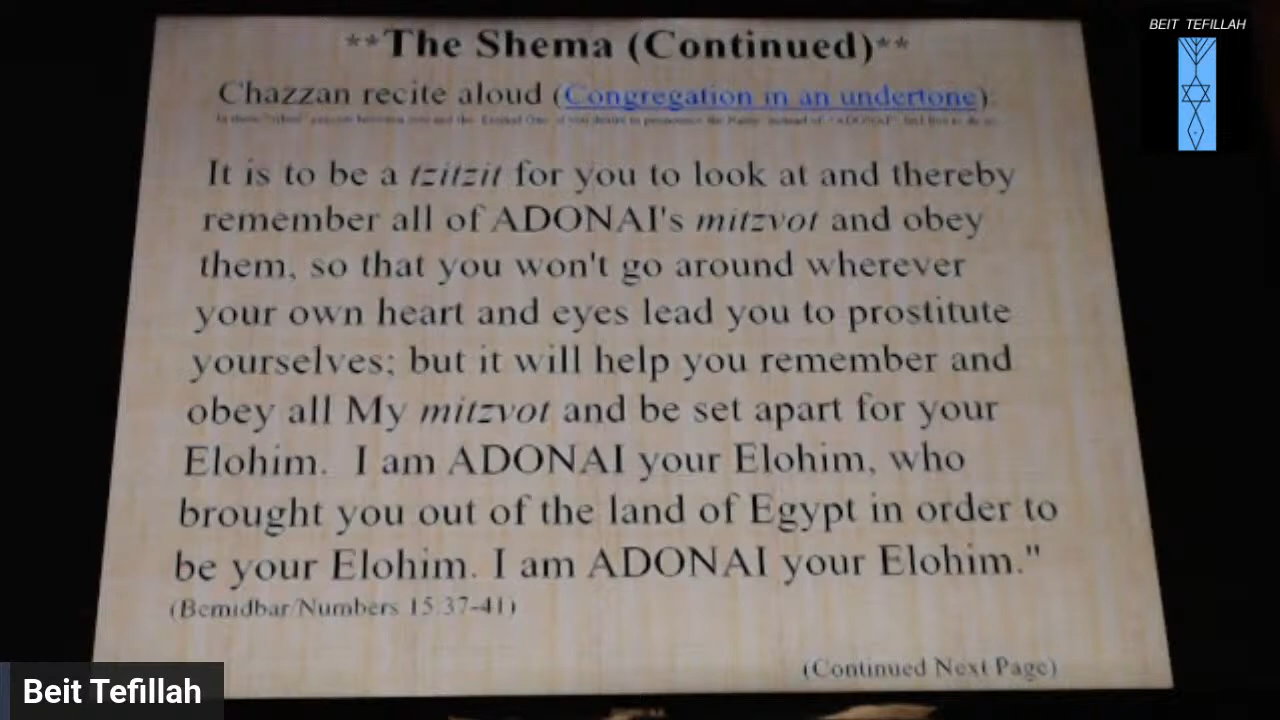 **The Shema (Continued)**
BEIT TEFILLAH
Chazzan recite aloud (Congregation in an undertone)
It is to be a tzitzit for you to look at and thereby
remember all of ADONAI's mitzvot and obey
them, so that you won't go around wherever
your own heart and eyes lead you to prostitute
yourselves; but it will help you remember and
obey all My mitzvot and be set apart for your
Elohim. I am ADONAI your Elohim, who
brought you out of the land of Egypt in order to
be your Elohim. I am ADONAI your Elohim."
(Bemidbar/Numbers 15:37-41)
(Continued Next Page)
Beit Tefillah